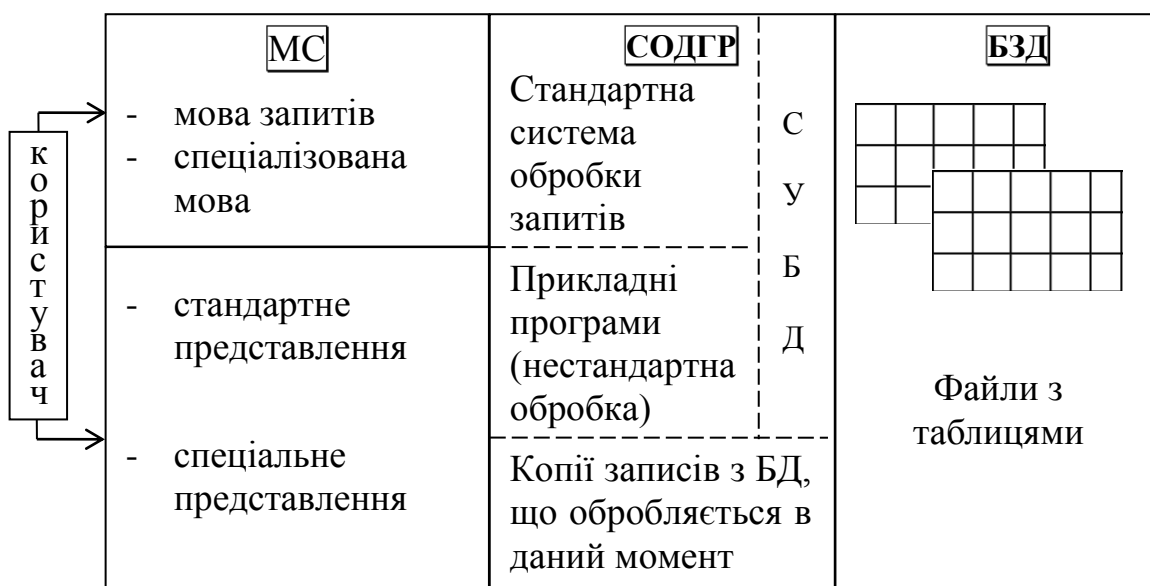 користувач
МС
- мова запитів
- спеціалізована
мова
- стандартне
представлення
- спеціальне
представлення
СОДГР
Стандартна
система
обробки
запитів
Прикладні
програми
(нестандартна
обробка)
Копії записів з БД,
що обробляється в
даний момент
С
У
Б
Д
БЗД
Файли з
таблицями